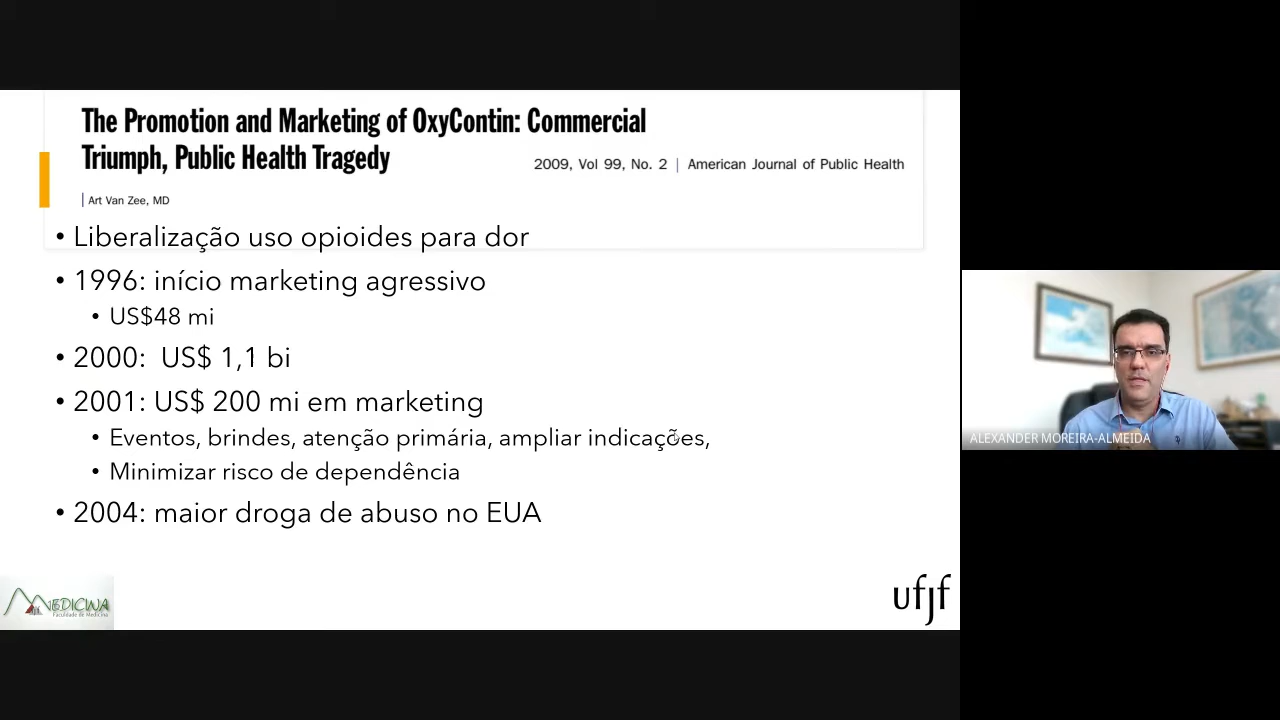 The Promotion and Marketing of OxyContin: Commercial
Triumph, Public Health Tragedy
2009, Vol 99, No. 2 | American Journal of Public Health
| Art Van Zee, MD
• Liberalização uso opioides para dor
• 1996: início marketing agressivo
• US$48 mi
• 2000: US$ 1,1 bi
• 2001: US$ 200 mi em marketing
• Eventos, brindes, atenção primária, ampliar indicações,
• Minimizar risco de dependência
• 2004: maior droga de abuso no EUA
MEDICINA
Faculdade de Medicina
ufjf
ALEXANDER MOREIRA-ALMEIDA